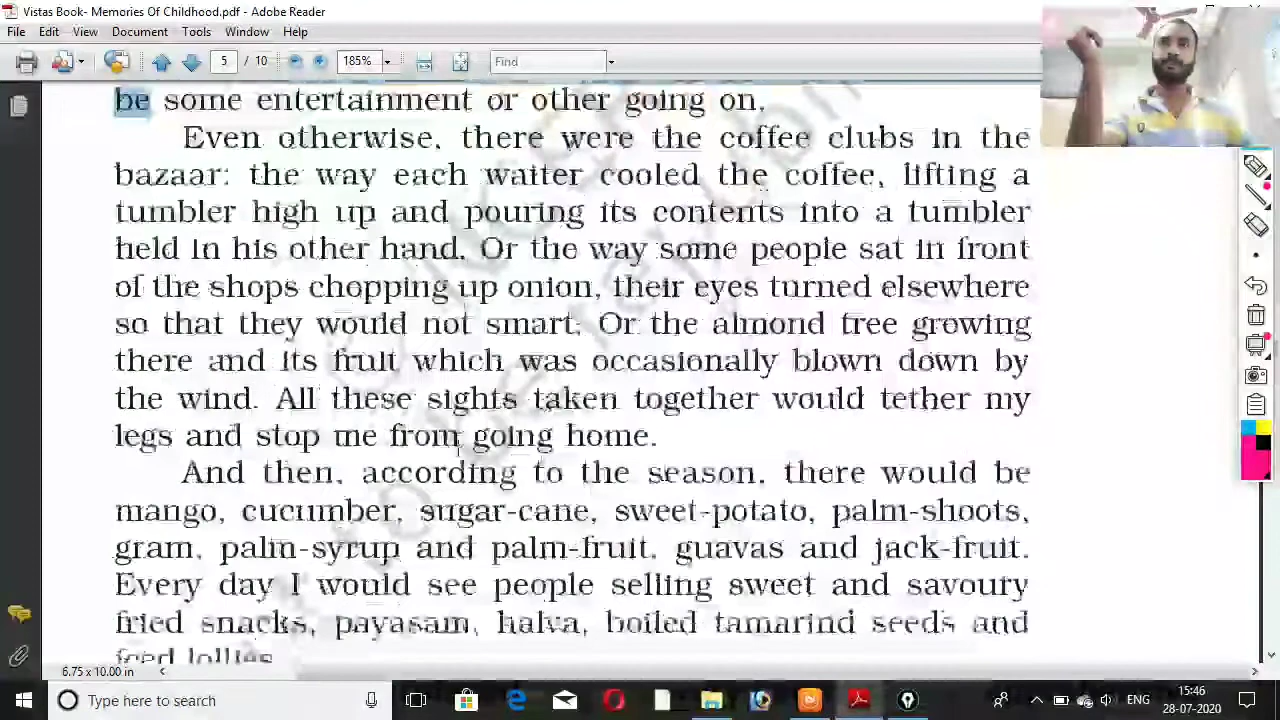 Vistas Book- Memories Of Childhood.pdf - Adobe Reader
File Edit View Document Tools Window Help
5 / 10 185% Find
be some entertainment or other going on.
Even otherwise, there were the coffee clubs in the
bazaar: the way each waiter cooled the coffee, lifting a
tumbler high up and pouring its contents into a tumbler
held in his other hand. Or the way some people sat in front
of the shops chopping up onion, their eyes turned elsewhere
so that they would not smart. Or the almond tree growing
there and its fruit which was occasionally blown down by
the wind. All these sights taken together would tether my
legs and stop me from going home.
And then, according to the season, there would be
mango, cucumber, sugar-cane, sweet-potato, palm-shoots,
gram, palm-syrup and palm-fruit, guavas and jack-fruit.
Every day I would see people selling sweet and savoury
fried snacks, payasam, halva, boiled tamarind seeds and
iced lollies
6.75 x 10.00 in
Type here to search
ENG
15:46
28-07-2020